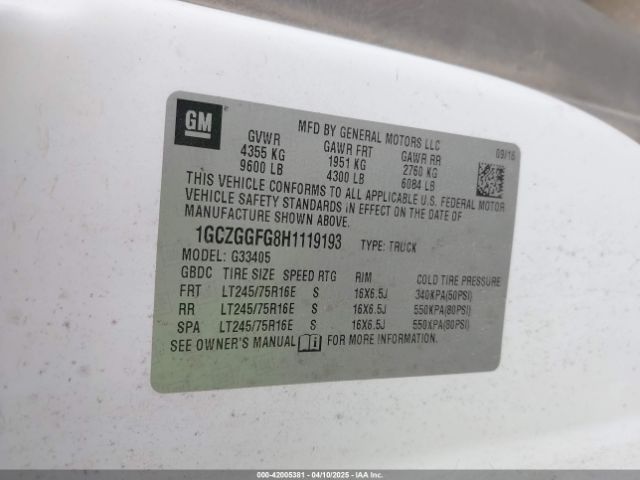 GM
MFD BY GENERAL MOTORS LLC
09/16
GVWR GAWR FRT GAWR RR
4355 KG 1951 KG 2760 KG
9600 LB 4300 LB 6084 LB
THIS VEHICLE CONFORMS TO ALL APPLICABLE U.S. FEDERAL MOTOR
VEHICLE SAFETY STANDARDS IN EFFECT ON THE DATE OF
MANUFACTURE SHOWN ABOVE.
1GCZGGFG8H1119193 TYPE: TRUCK
MODEL: G33405
GBDC TIRE SIZE SPEED RTG RIM COLD TIRE PRESSURE
FRT LT245/75R16E S 16X6.5J 340KPA(50PSI)
RR LT245/75R16E S 16X6.5J 550KPA(80PSI)
SPA LT245/75R16E S 16X6.5J 550KPA(80PSI)
SEE OWNER'S MANUAL FOR MORE INFORMATION.
000-42005381 - 04/10/2025 - IAA Inc.